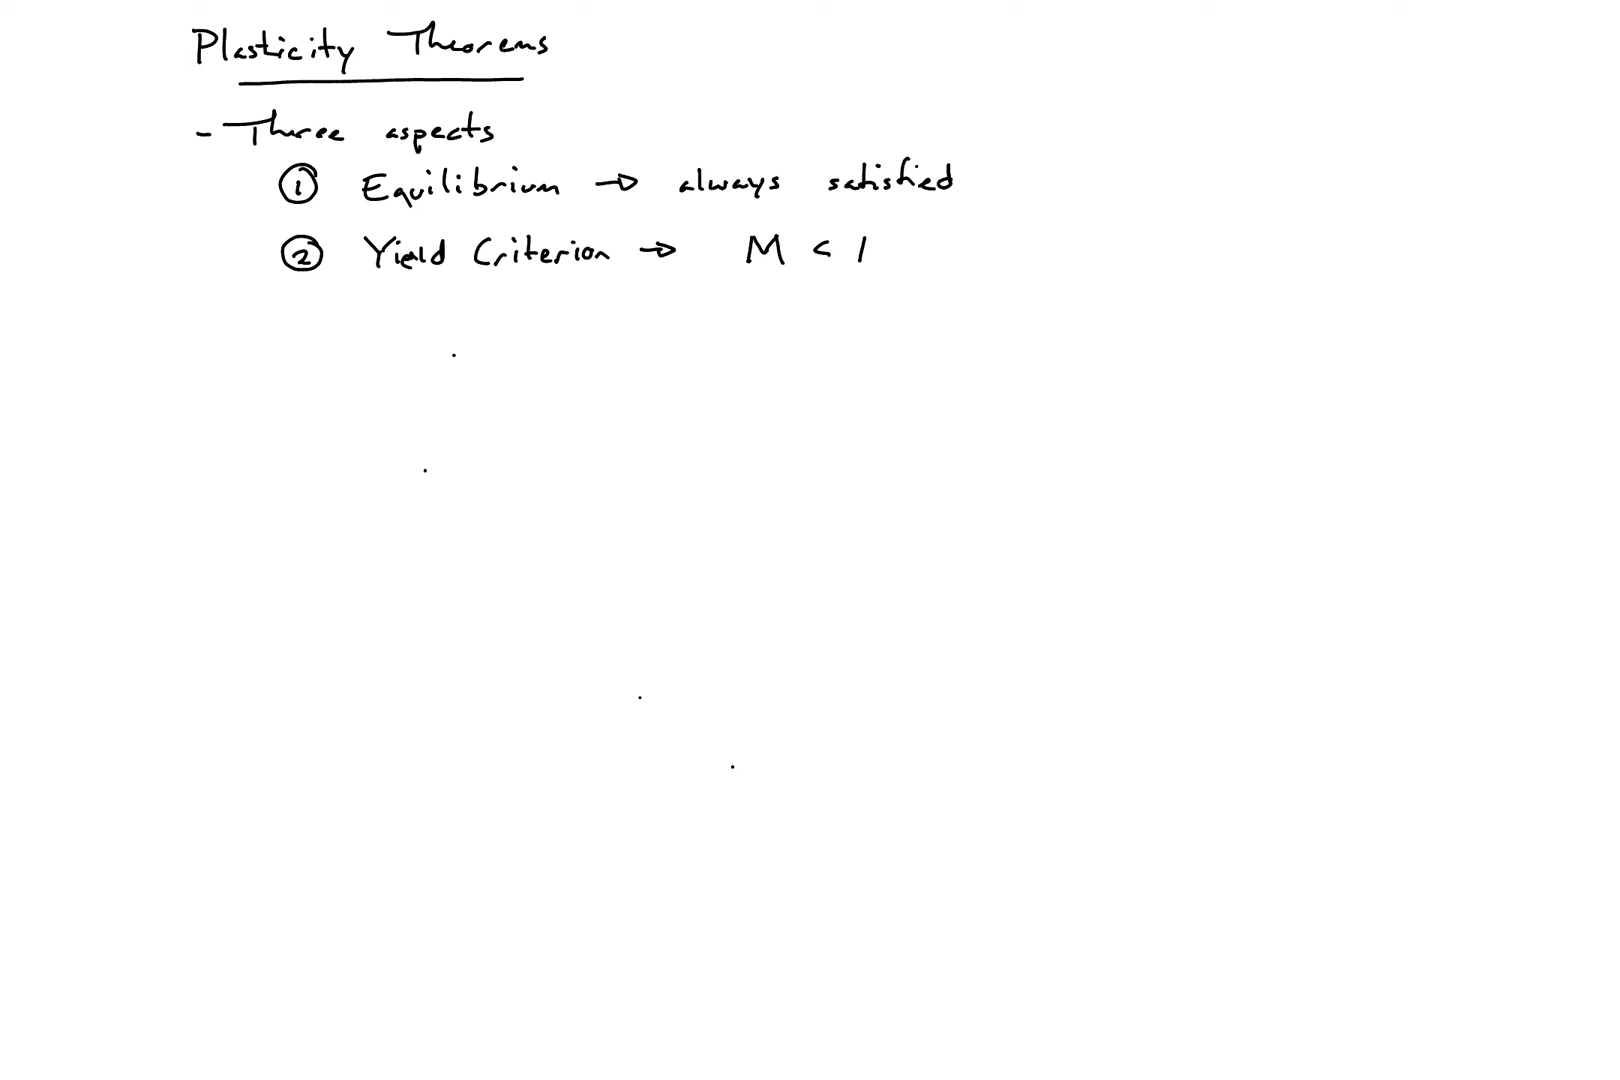 Plasticity Theorems
- Three aspects
① Equilibrium → always satisfied
② Yield Criterion → M < 1